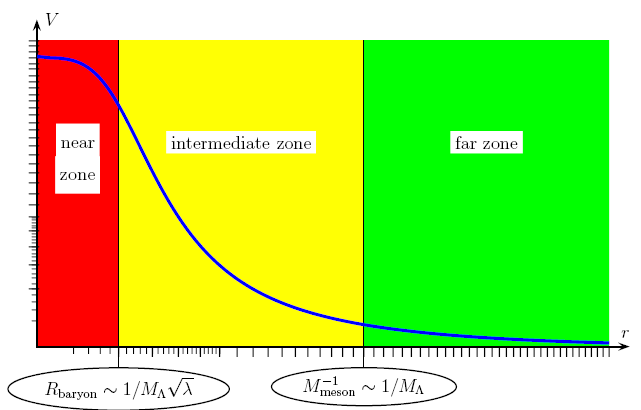 V
near
zone
intermediate zone
far zone
r
R_baryon ∼ 1/M_Λ√λ
M_meson^−1 ∼ 1/M_Λ